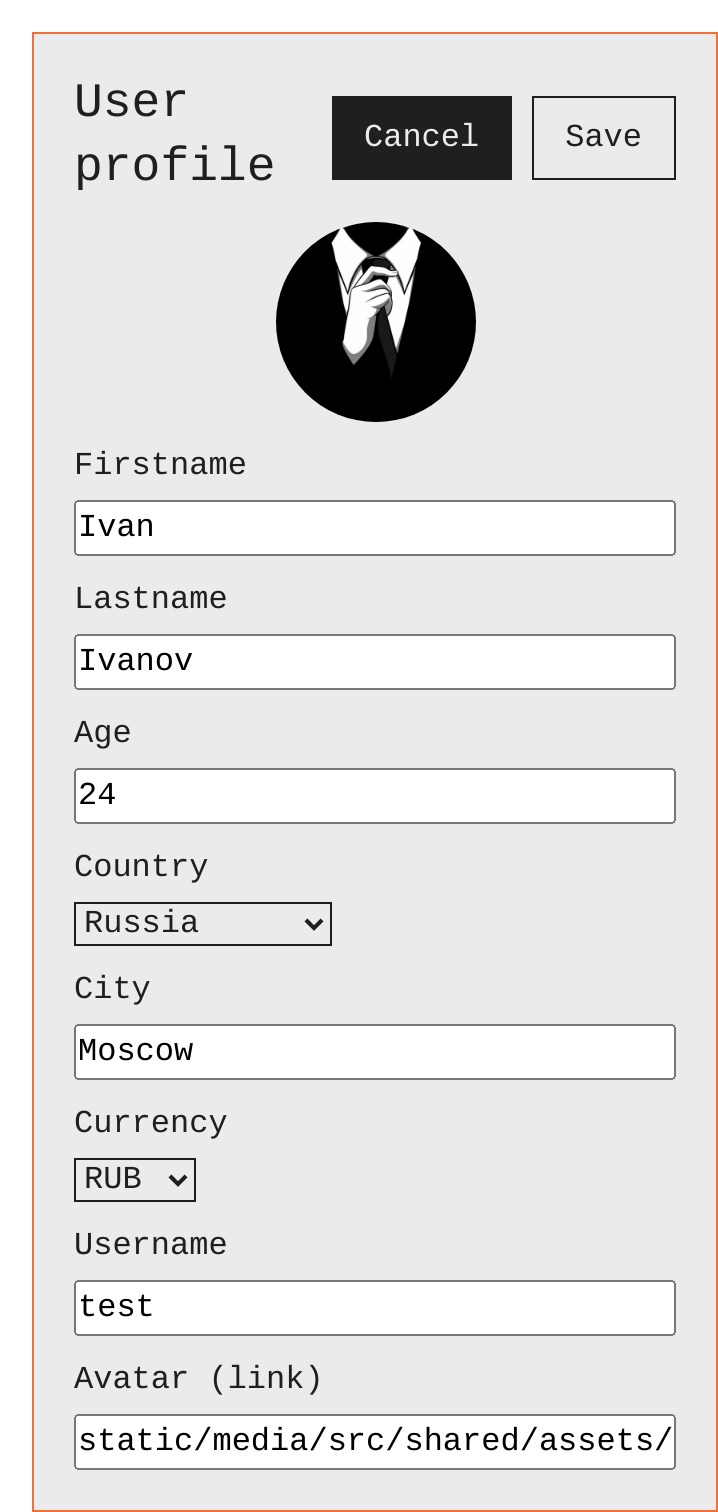 User
profile
Cancel
Save
Firstname
Ivan
Lastname
Ivanov
Age
24
Country
Russia
City
Moscow
Currency
RUB
Username
test
Avatar (link)
static/media/src/shared/assets/